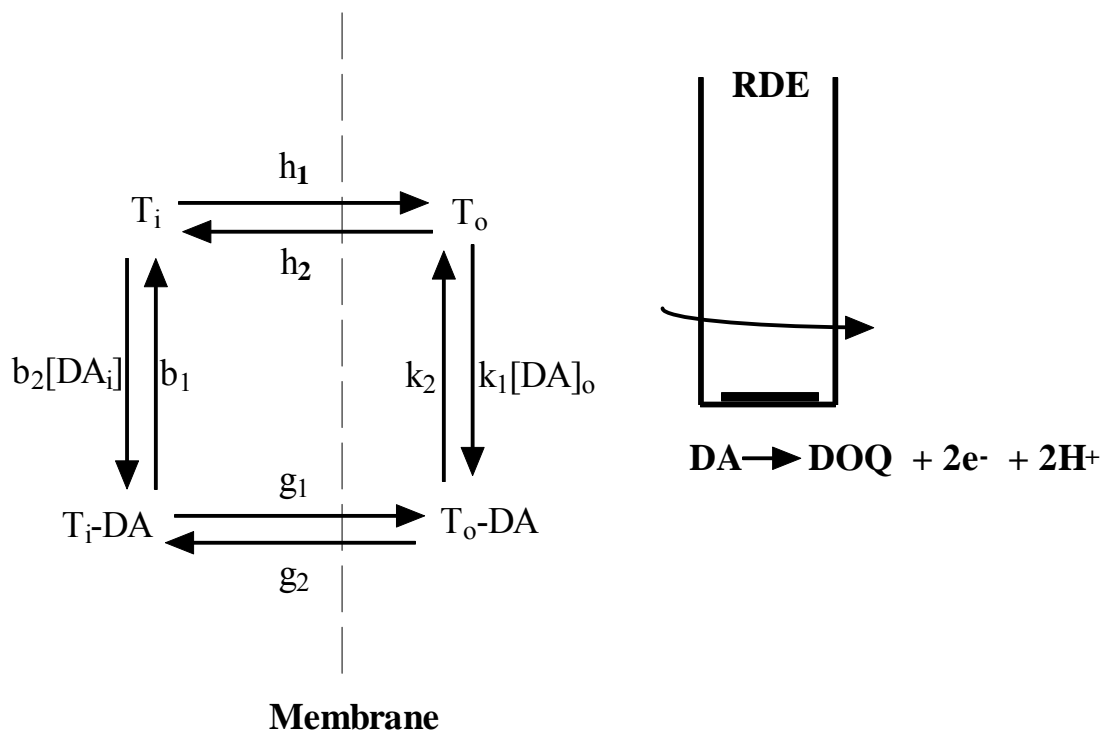 RDE
h₁
Tᵢ
Tₒ
h₂
b₂[DAᵢ]
b₁
k₂
k₁[DA]ₒ
DA → DOQ + 2e⁻ + 2H⁺
g₁
Tᵢ-DA
Tₒ-DA
g₂
Membrane